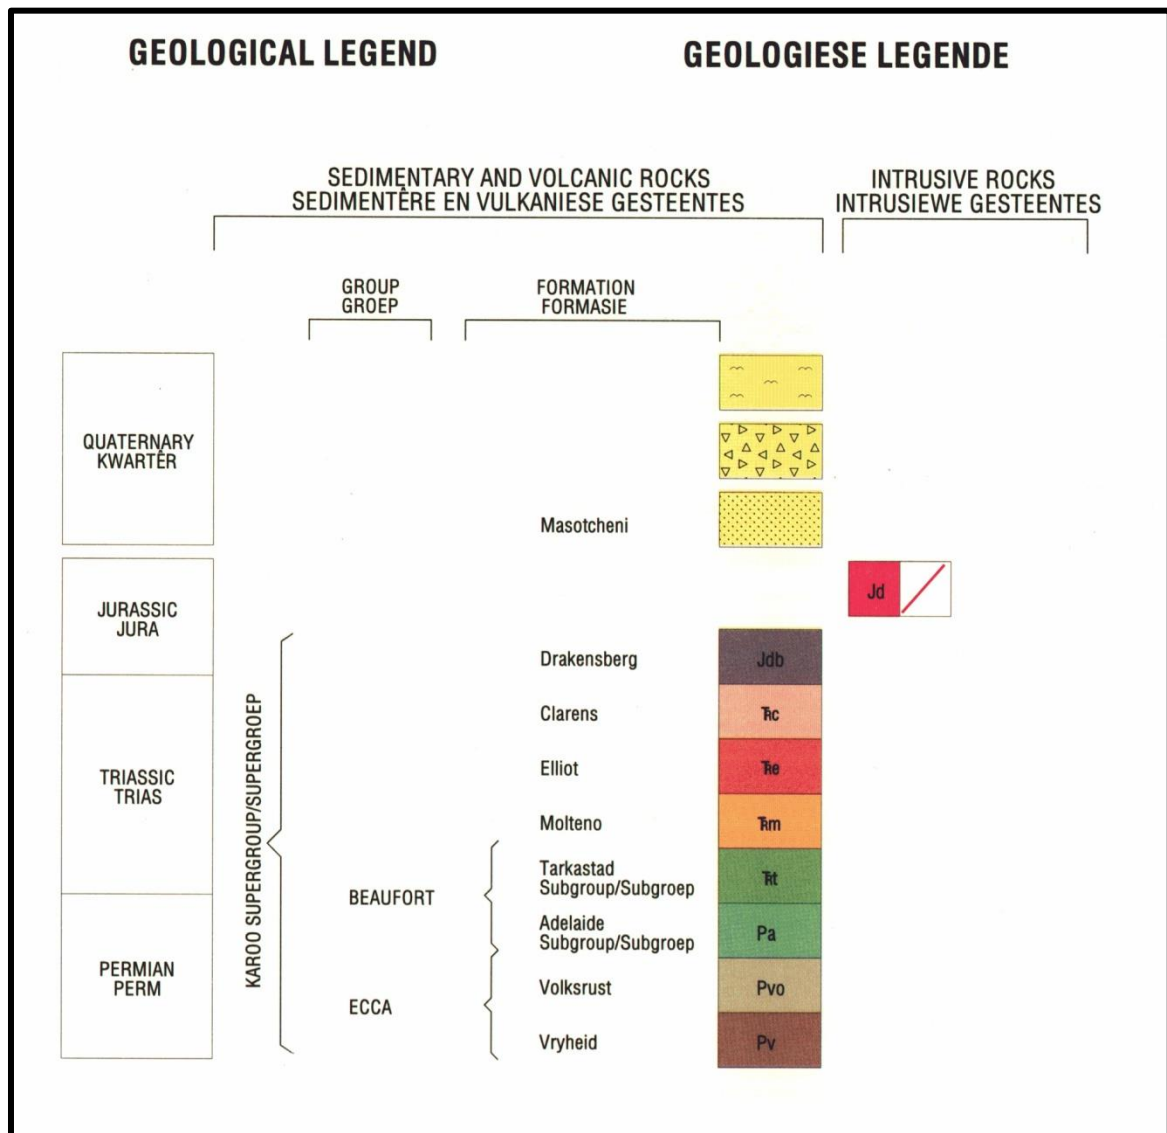 GEOLOGICAL LEGEND
GEOLOGIESE LEGENDE
SEDIMENTARY AND VOLCANIC ROCKS
SEDIMENTÊRE EN VULKANIESE GESTEENTES
INTRUSIVE ROCKS
INTRUSIEWE GESTEENTES
GROUP
GROEP
FORMATION
FORMASIE
QUATERNARY
KWARTÊR
Masotcheni
JURASSIC
JURA
Jd
Drakensberg
Jdb
Clarens
TRc
Elliot
TRe
TRIASSIC
TRIAS
Molteno
TRm
KAROO SUPERGROUP/SUPERGROEP
BEAUFORT
Tarkastad
Subgroup/Subgroep
TRt
Adelaide
Subgroup/Subgroep
Pa
PERMIAN
PERM
ECCA
Volksrust
Pvo
Vryheid
Pv